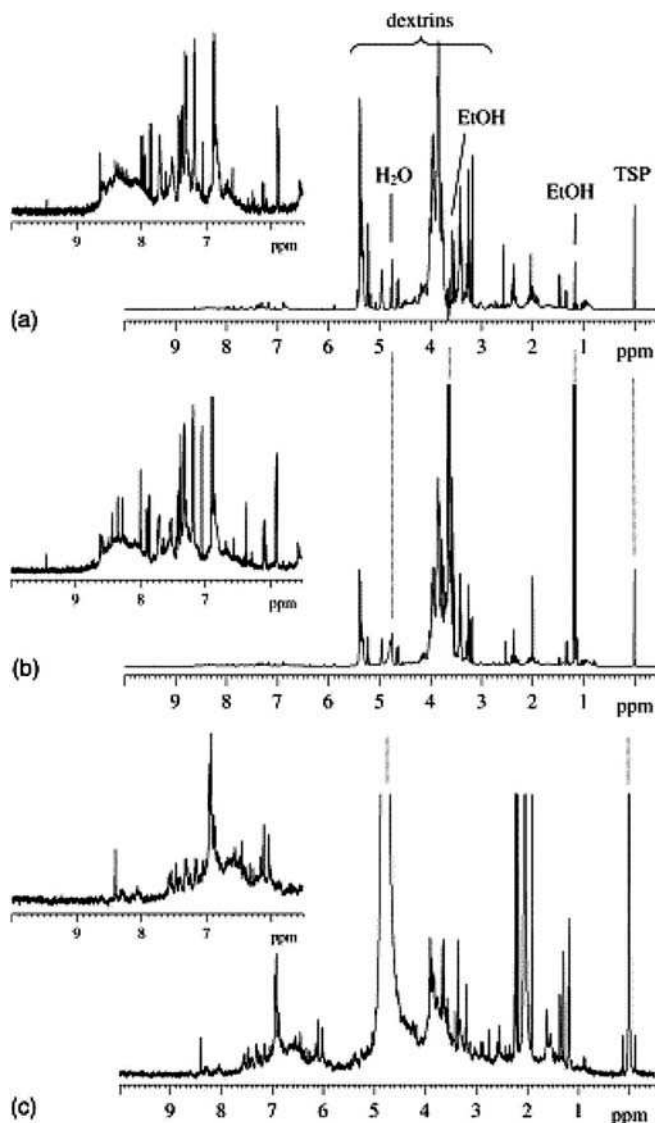 dextrins
EtOH
H₂O
EtOH
TSP
9 8 7 ppm
(a)
9 8 7 6 5 4 3 2 1 ppm
9 8 7 ppm
(b)
9 8 7 6 5 4 3 2 1 ppm
9 8 7 ppm
(c)
9 8 7 6 5 4 3 2 1 ppm